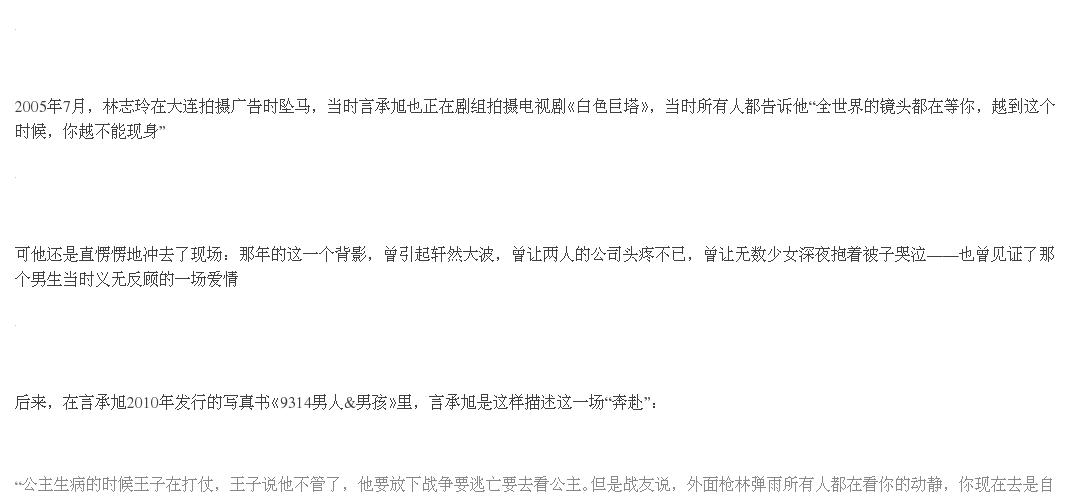 2005年7月，林志玲在大连拍摄广告时坠马，当时言承旭也正在剧组拍摄电视剧《白色巨塔》，当时所有人都告诉他“全世界的镜头都在等你，越到这个
时候，你越不能现身”
可他还是直愣愣地冲去了现场：那年的这一个背影，曾引起轩然大波，曾让两人的公司头疼不已，曾让无数少女深夜抱着被子哭泣——也曾见证了那
个男生当时义无反顾的一场爱情
后来，在言承旭2010年发行的写真书《9314男人&男孩》里，言承旭是这样描述这一场“奔赴”：
“公主生病的时候王子在打仗，王子说他不管了，他要放下战争要逃亡要去看公主。但是战友说，外面枪林弹雨所有人都在看你的动静，你现在去是自